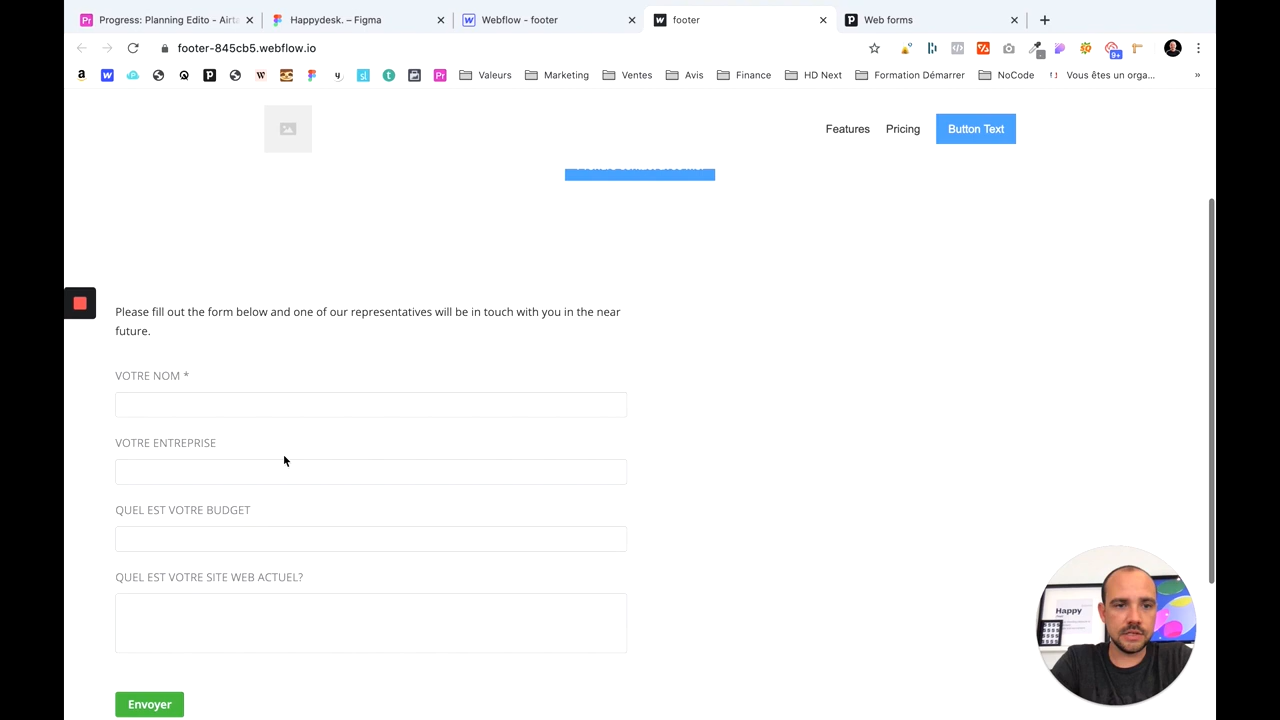 Progress: Planning Edito - Airta
Happydesk. – Figma
Webflow - footer
footer
Web forms
footer-845cb5.webflow.io
9+
Valeurs
Marketing
Ventes
Avis
Finance
HD Next
Formation Démarrer
NoCode
Vous êtes un orga...
»
Features
Pricing
Button Text
Please fill out the form below and one of our representatives will be in touch with you in the near
future.
VOTRE NOM *
VOTRE ENTREPRISE
QUEL EST VOTRE BUDGET
QUEL EST VOTRE SITE WEB ACTUEL?
Envoyer
Happy